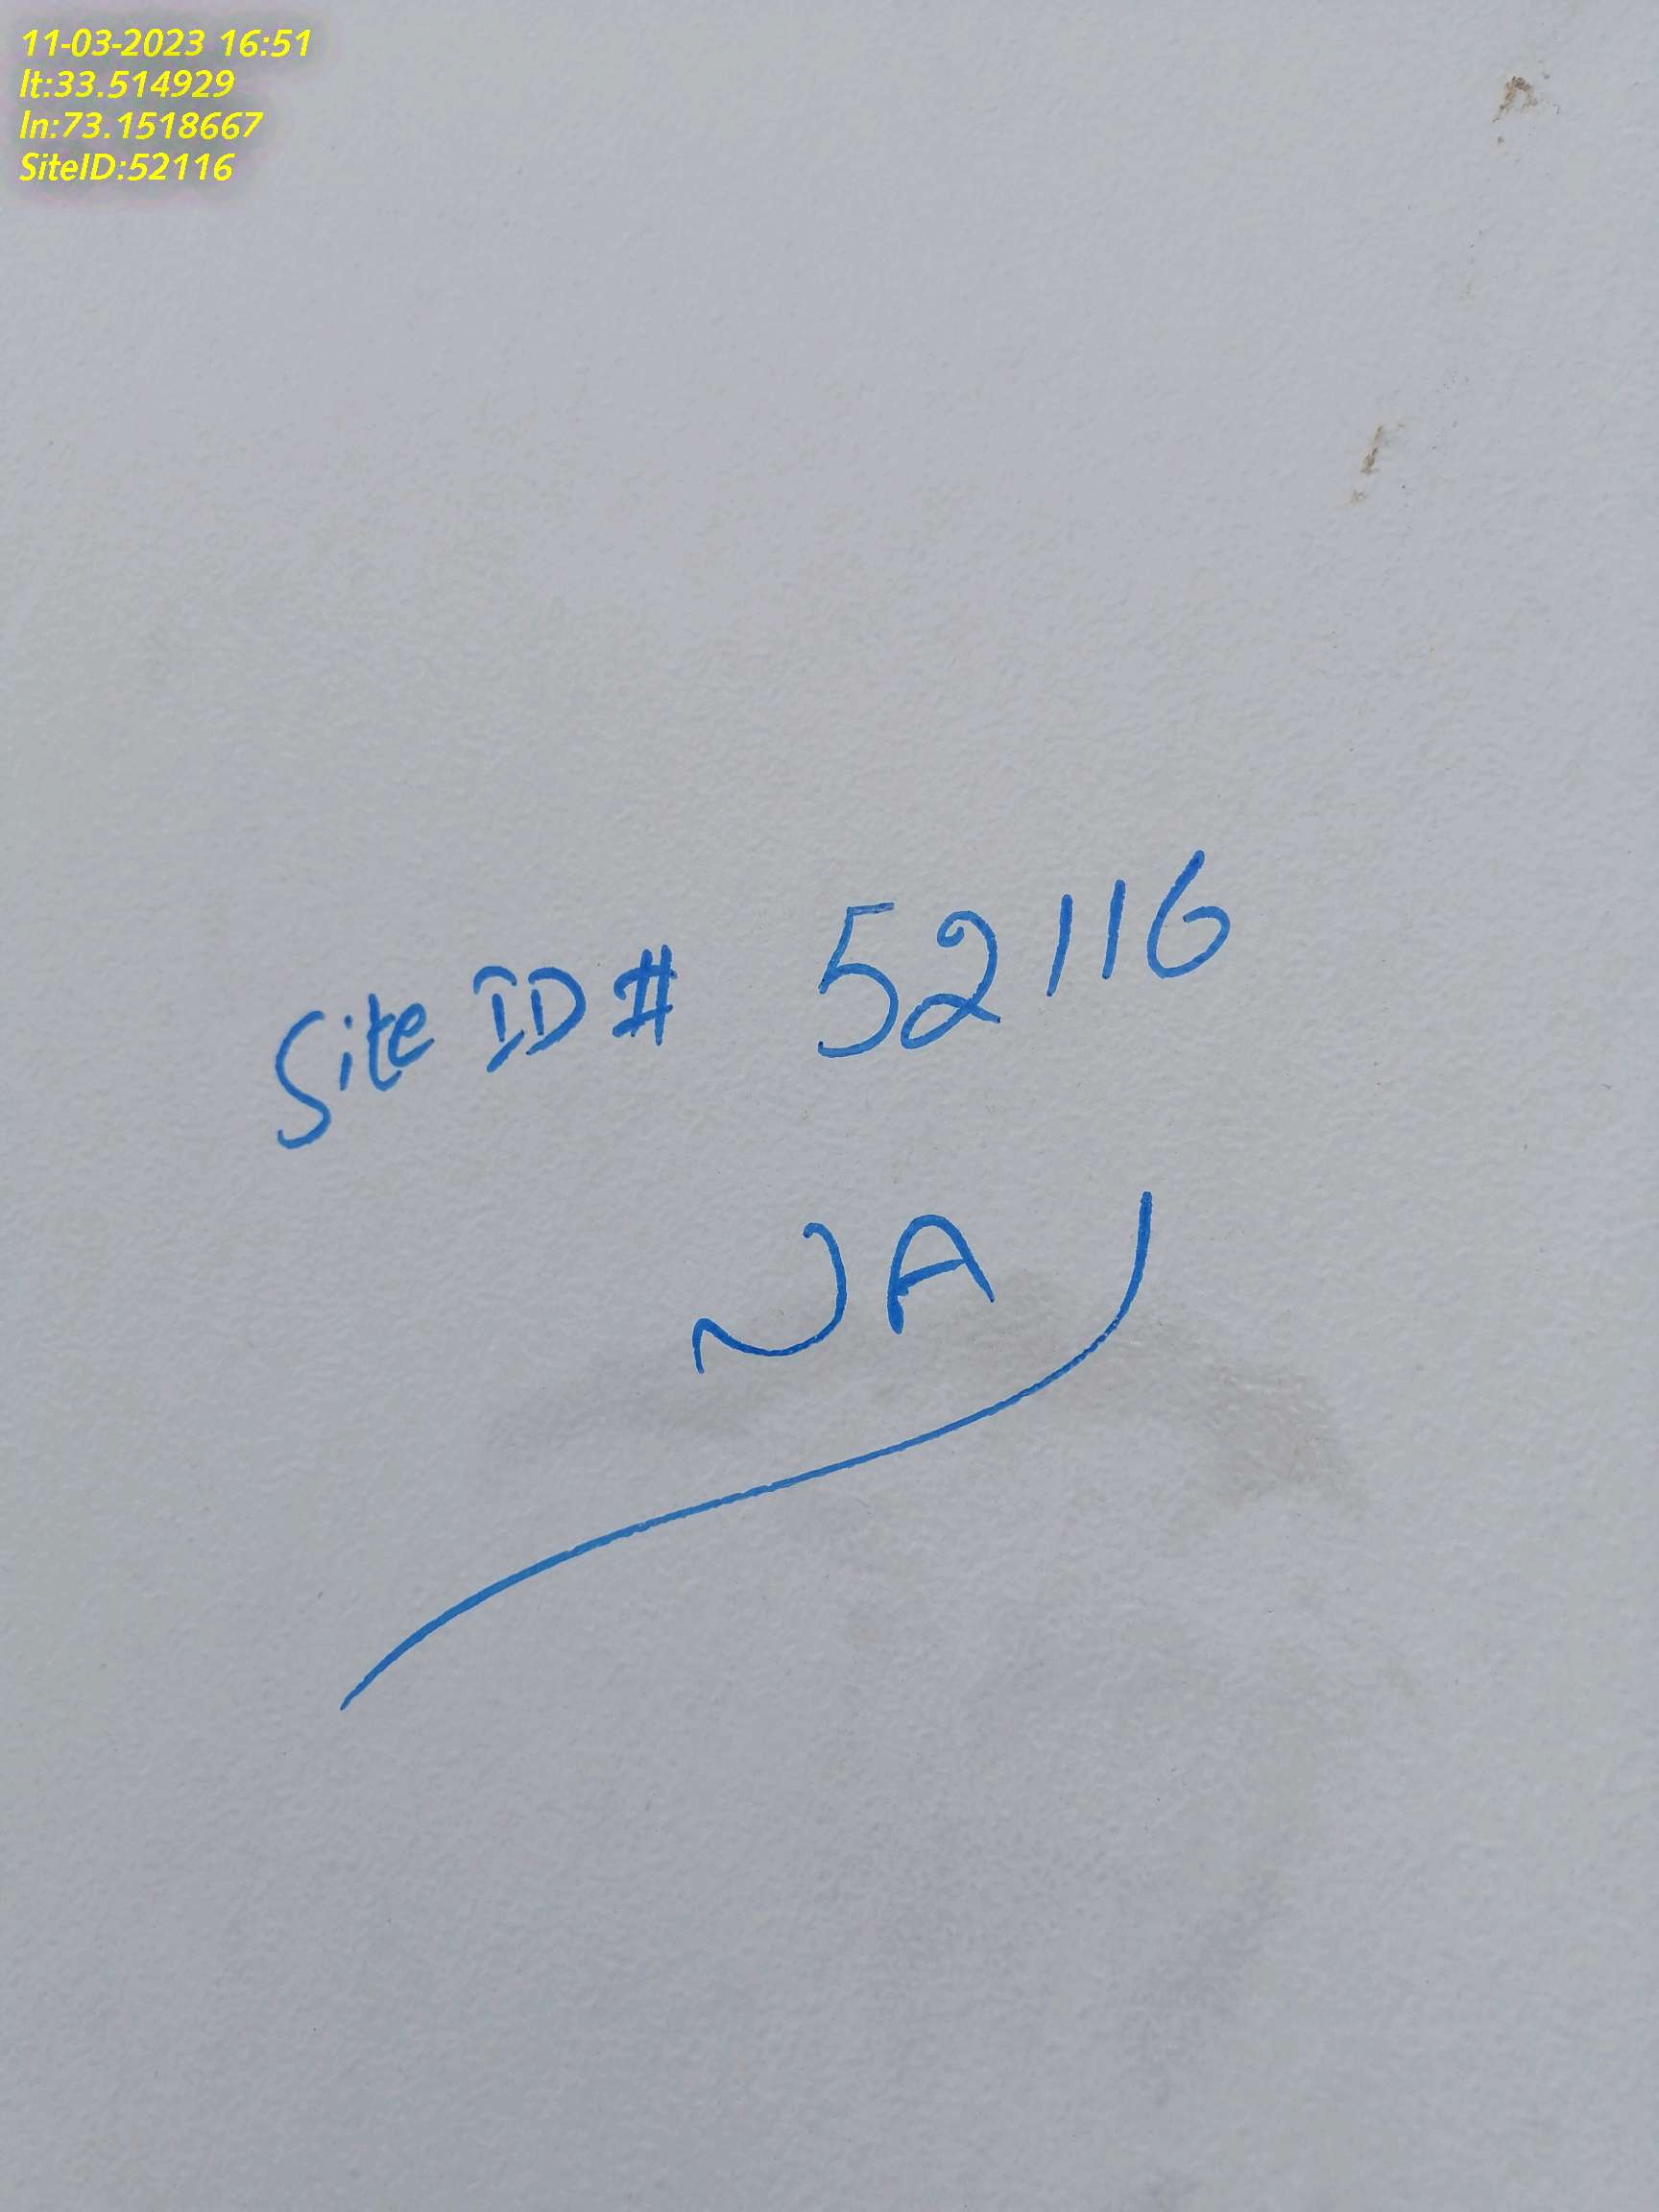 11-03-2023 16:51
lt:33.514929
ln:73.1518667
SiteID:52116
Site ID # 52116
NA